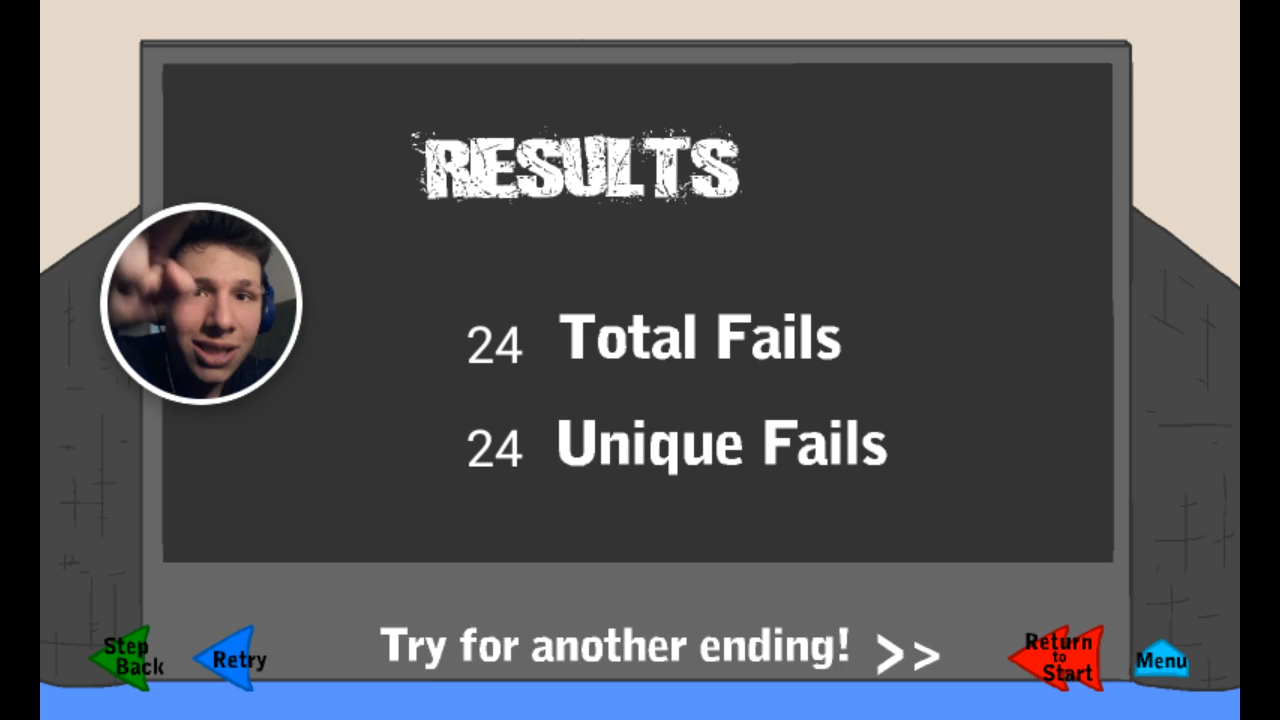 RESULTS
24 Total Fails
24 Unique Fails
Try for another ending! >>
Step
Back
Retry
Return
to
Start
Menu